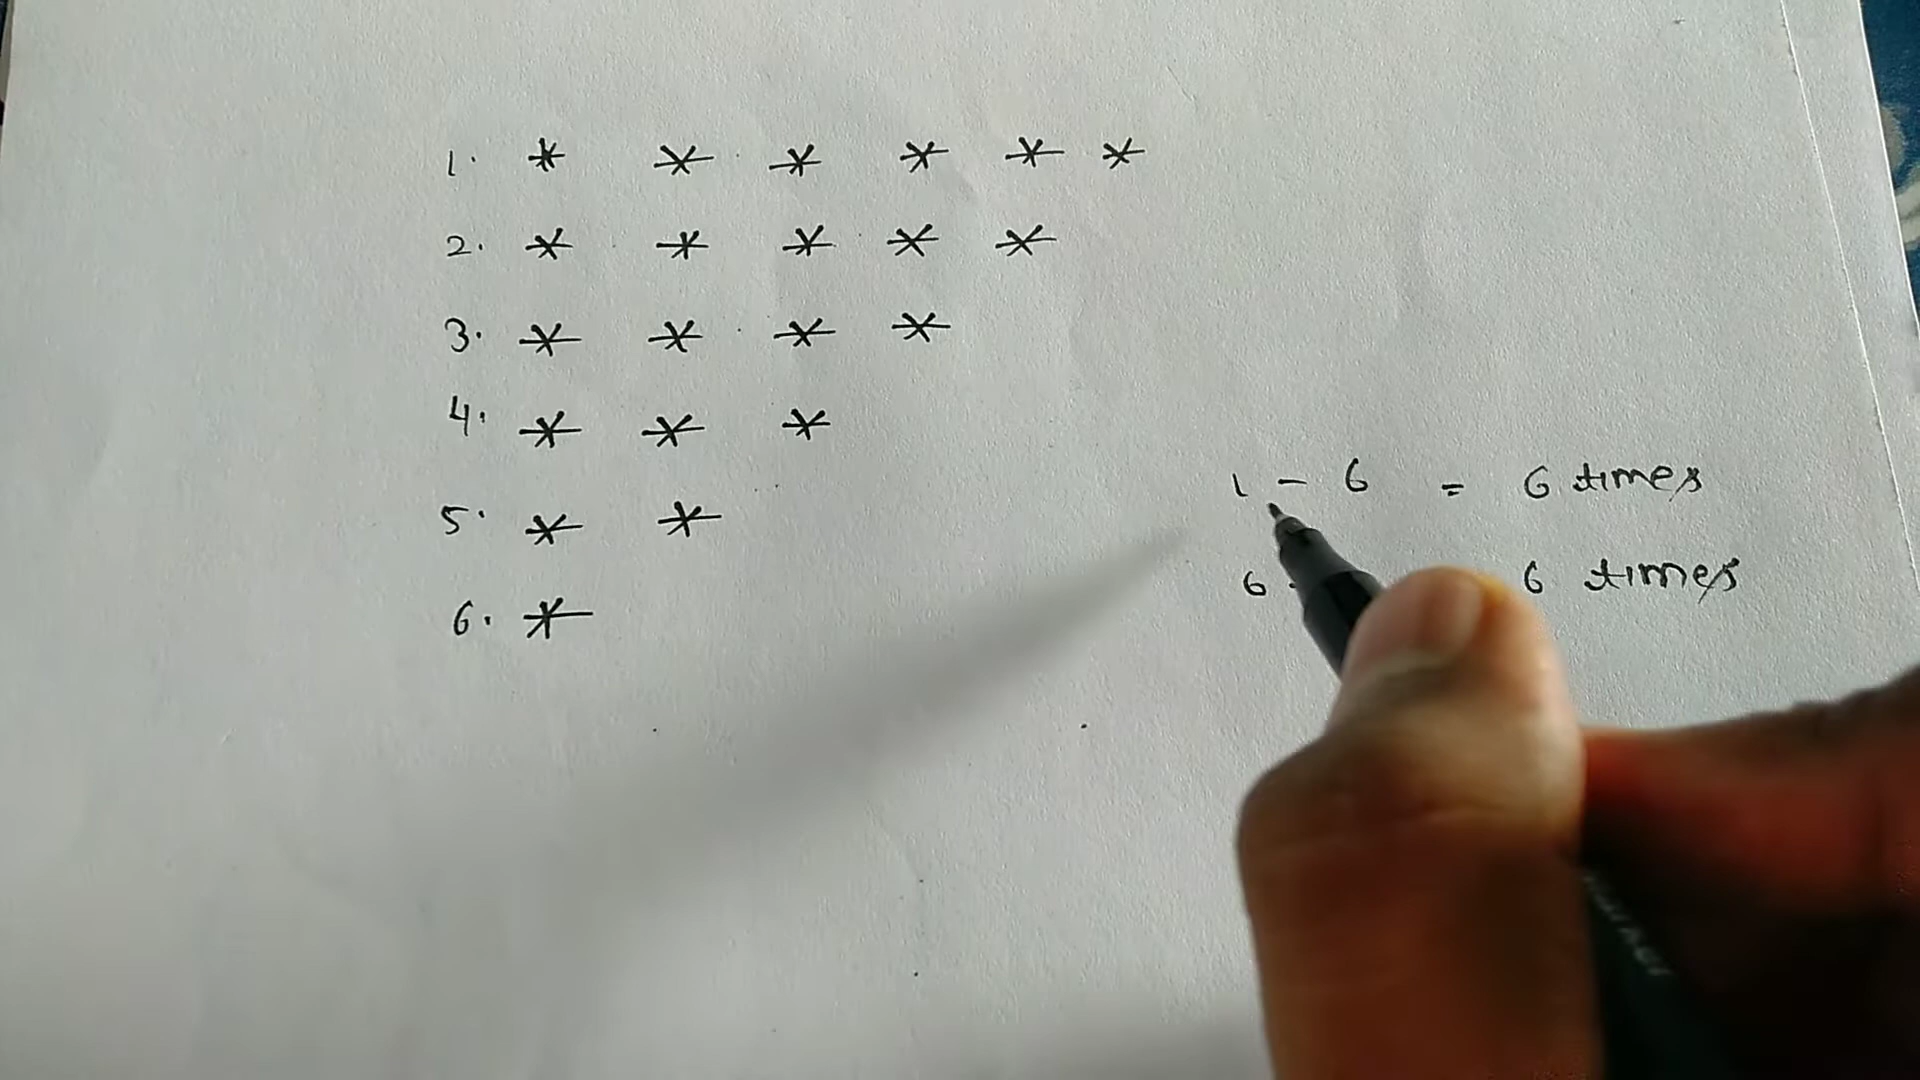 1. * * * * * *
2. * * * * *
3. * * * *
4. * * *
5. * *
6. *
1 - 6 = 6 times
6 6 times